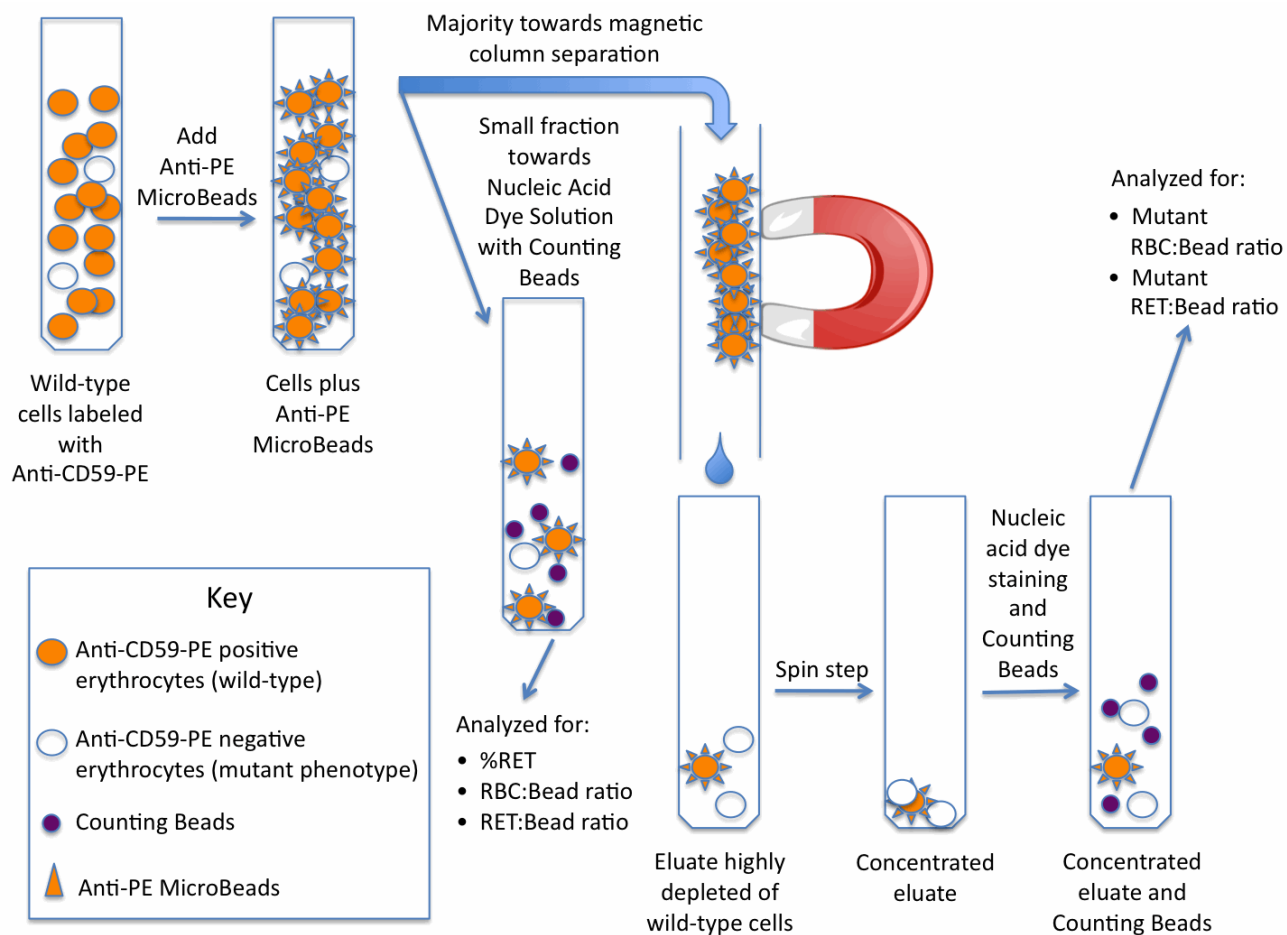 Majority towards magnetic
column separation
Add
Anti-PE
MicroBeads
Small fraction
towards
Nucleic Acid
Dye Solution
with Counting
Beads
Analyzed for:
• Mutant
RBC:Bead ratio
• Mutant
RET:Bead ratio
Wild-type
cells labeled
with
Anti-CD59-PE
Cells plus
Anti-PE
MicroBeads
Key
Anti-CD59-PE positive
erythrocytes (wild-type)
Anti-CD59-PE negative
erythrocytes (mutant phenotype)
Counting Beads
Anti-PE MicroBeads
Analyzed for:
• %RET
• RBC:Bead ratio
• RET:Bead ratio
Spin step
Nucleic
acid dye
staining
and
Counting
Beads
Eluate highly
depleted of
wild-type cells
Concentrated
eluate
Concentrated
eluate and
Counting Beads